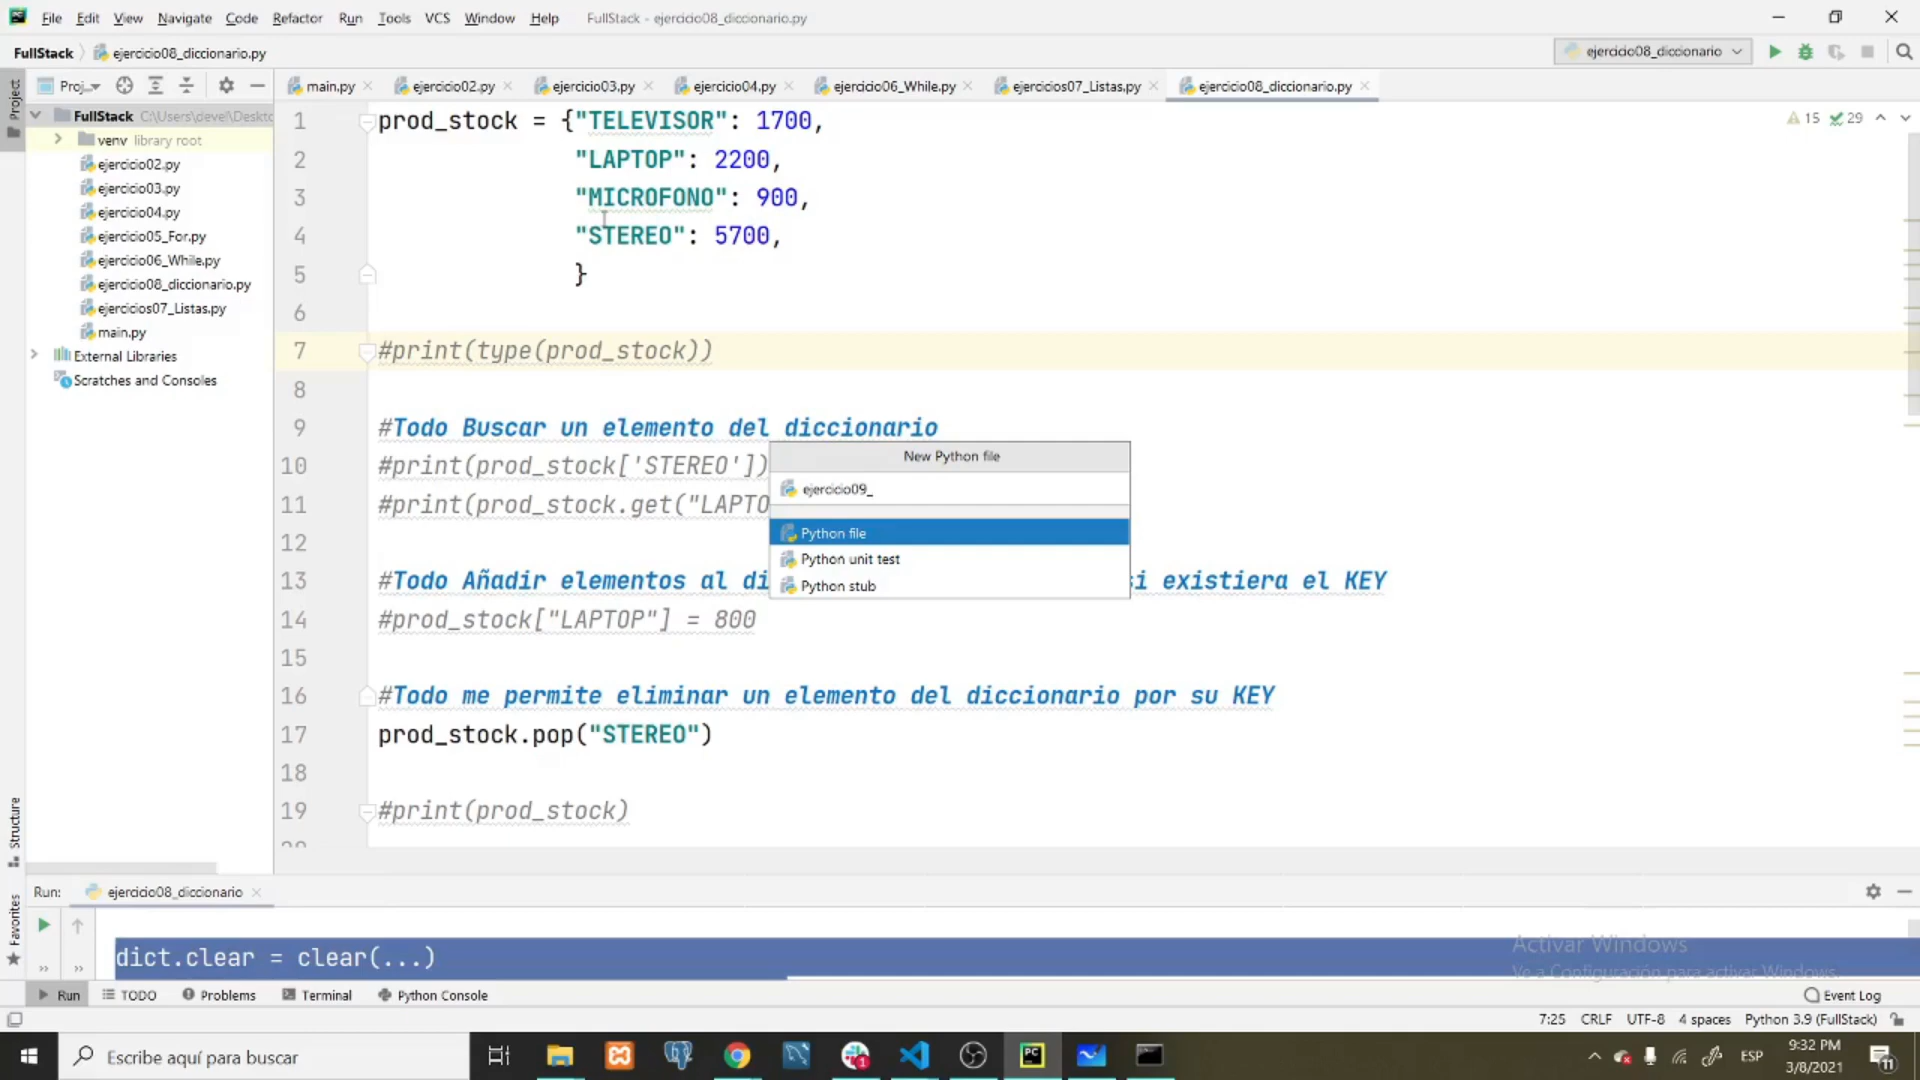 File Edit View Navigate Code Refactor Run Tools VCS Window Help FullStack - ejercicio08_diccionario.py
FullStack ejercicio08_diccionario.py ejercicio08_diccionario
Project Proj... main.py ejercicio02.py ejercicio03.py ejercicio04.py ejercicio06_While.py ejercicios07_Listas.py ejercicio08_diccionario.py
FullStack C:\Users\devel\Deskto
venv library root
ejercicio02.py
ejercicio03.py
ejercicio04.py
ejercicio05_For.py
ejercicio06_While.py
ejercicio08_diccionario.py
ejercicios07_Listas.py
main.py
External Libraries
Scratches and Consoles
15 29
1 prod_stock = {"TELEVISOR": 1700,
2 "LAPTOP": 2200,
3 "MICROFONO": 900,
4 "STEREO": 5700,
5 }
6
7 #print(type(prod_stock))
8
9 #Todo Buscar un elemento del diccionario
10 #print(prod_stock['STEREO'])
11 #print(prod_stock.get("LAPTO
12
13 #Todo Añadir elementos al di si existiera el KEY
14 #prod_stock["LAPTOP"] = 800
15
16 #Todo me permite eliminar un elemento del diccionario por su KEY
17 prod_stock.pop("STEREO")
18
19 #print(prod_stock)
New Python file
ejercicio09_
Python file
Python unit test
Python stub
Structure
Favorites
Run: ejercicio08_diccionario
dict.clear = clear(...)
Activar Windows
Ve a Configuración para activar Windows.
Run TODO Problems Terminal Python Console Event Log
7:25 CRLF UTF-8 4 spaces Python 3.9 (FullStack)
Escribe aquí para buscar
PC
1
ESP
9:32 PM
3/8/2021
11